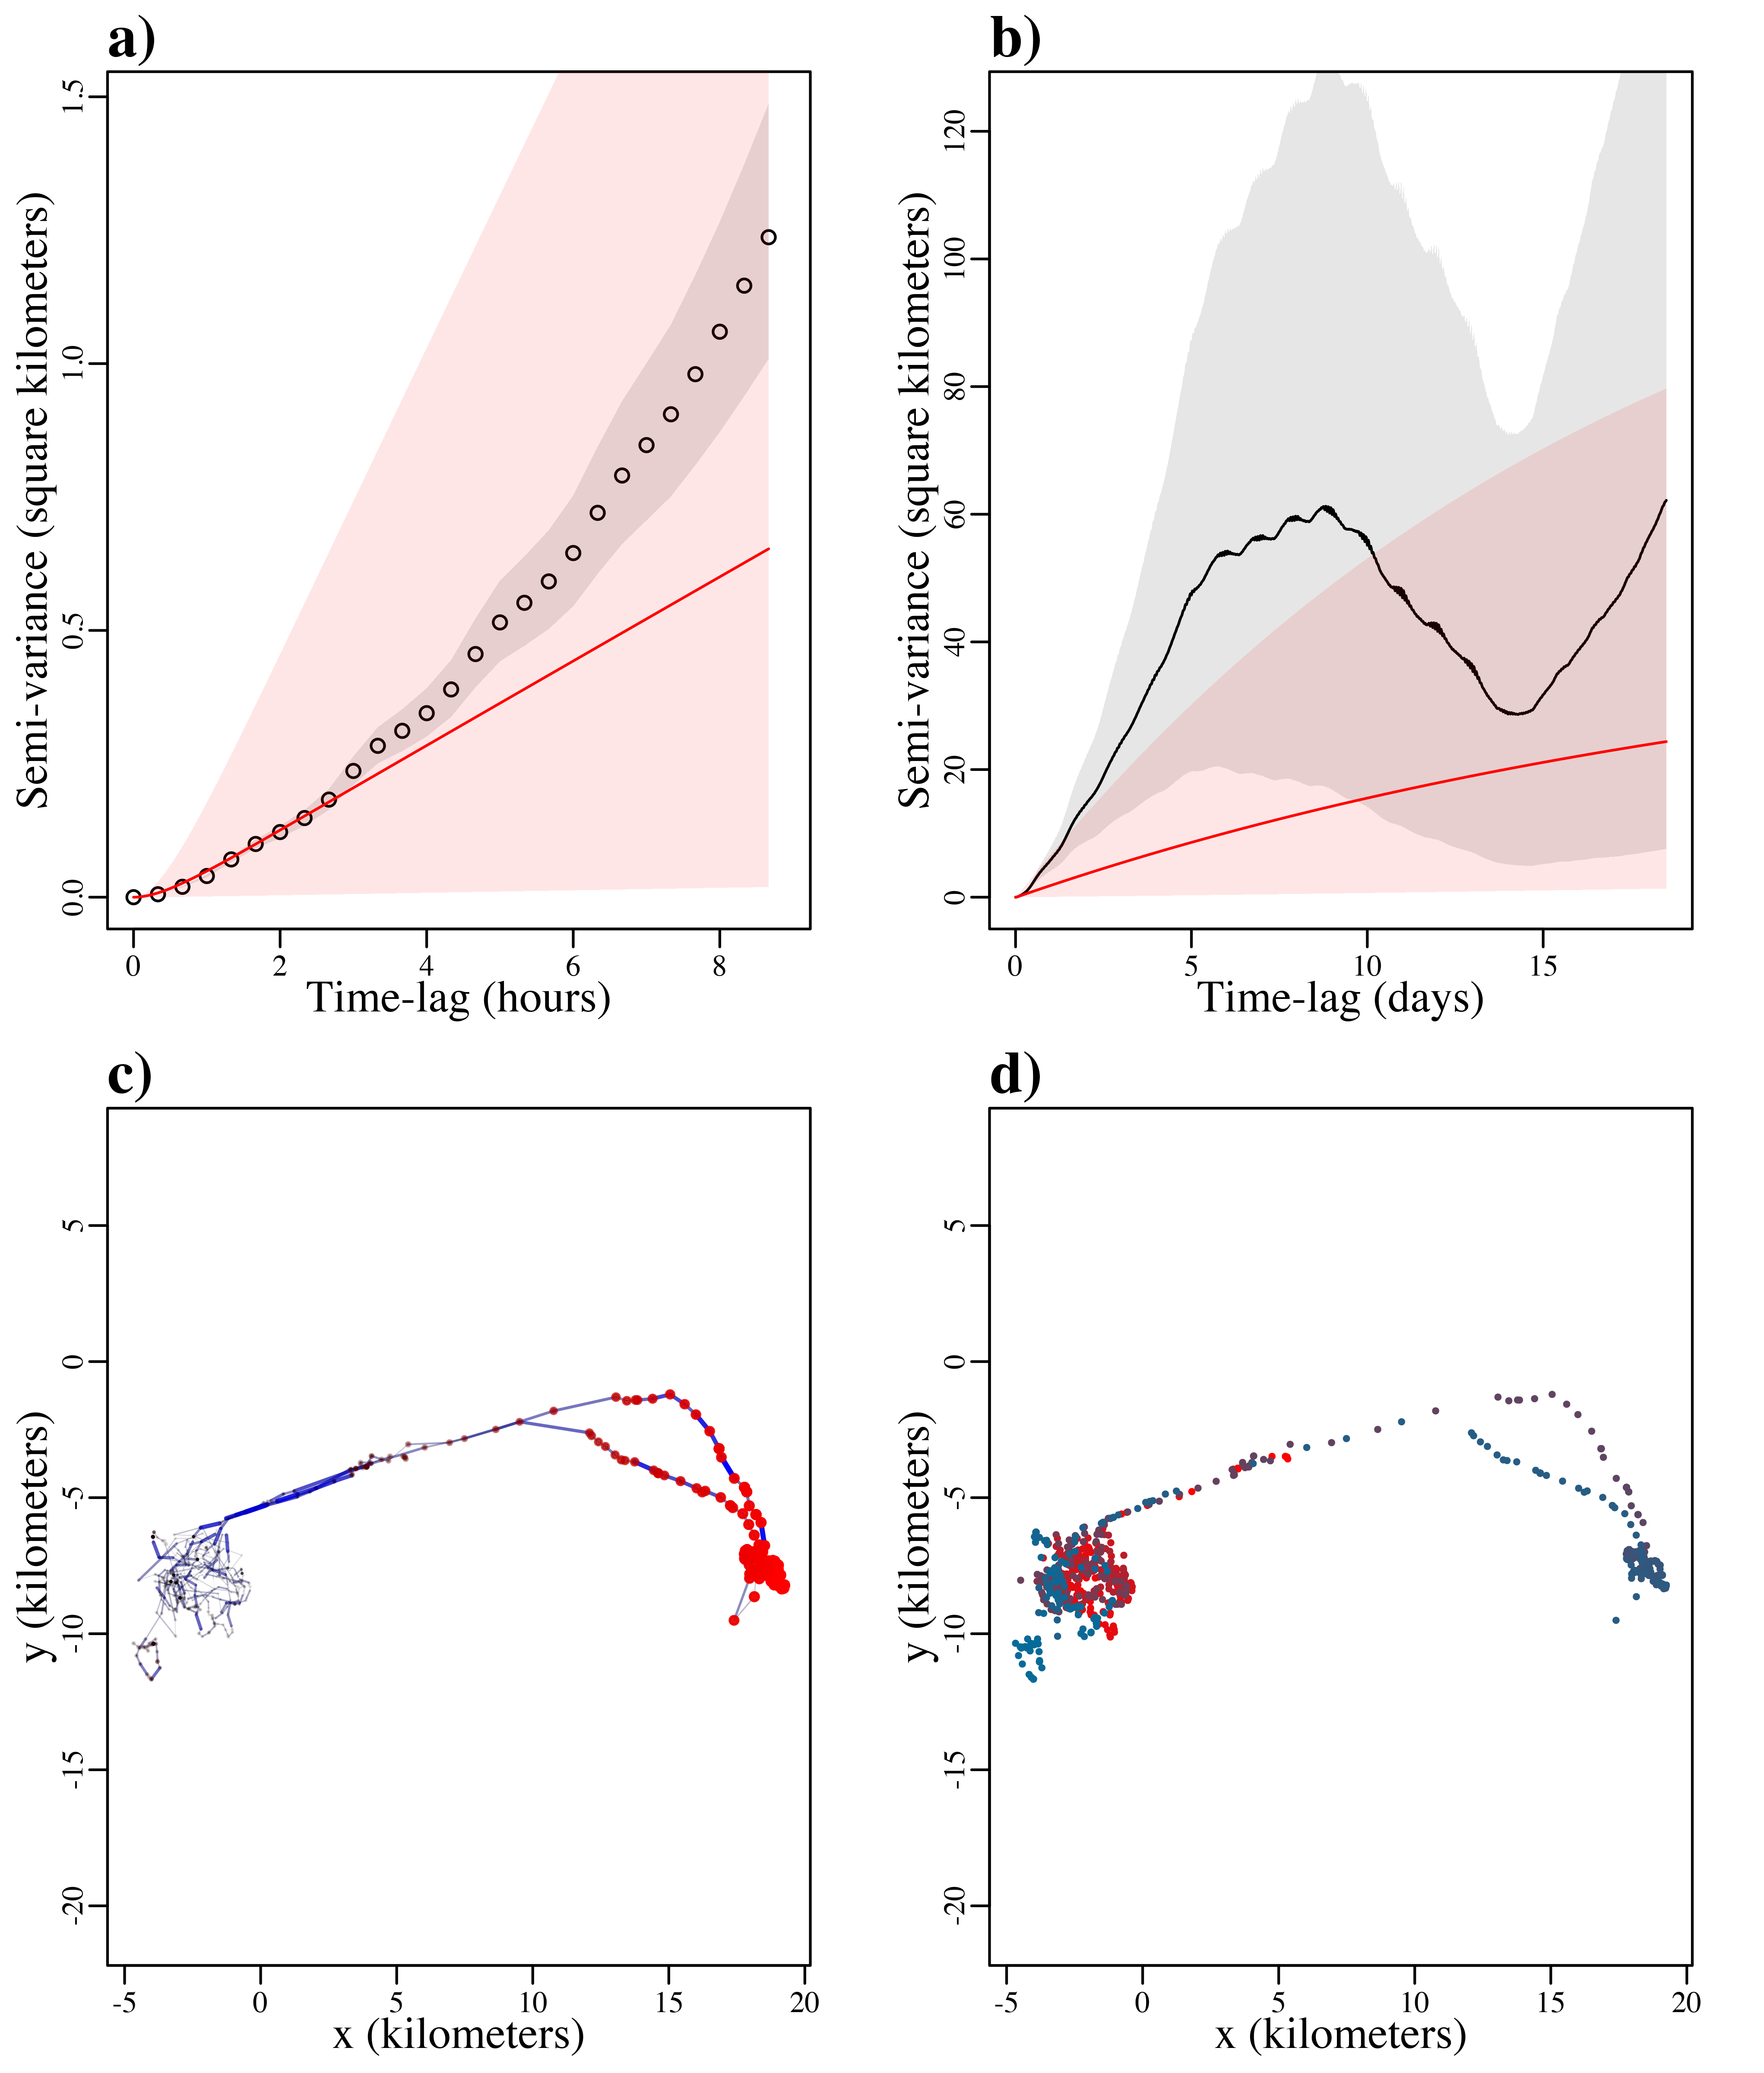 a)
Semi-variance (square kilometers)
1.5
1.0
0.5
0.0
0 2 4 6 8
Time-lag (hours)
b)
Semi-variance (square kilometers)
120
100
80
60
40
20
0
0 5 10 15
Time-lag (days)
c)
y (kilometers)
5
0
-5
-10
-15
-20
-5 0 5 10 15 20
x (kilometers)
d)
y (kilometers)
5
0
-5
-10
-15
-20
-5 0 5 10 15 20
x (kilometers)